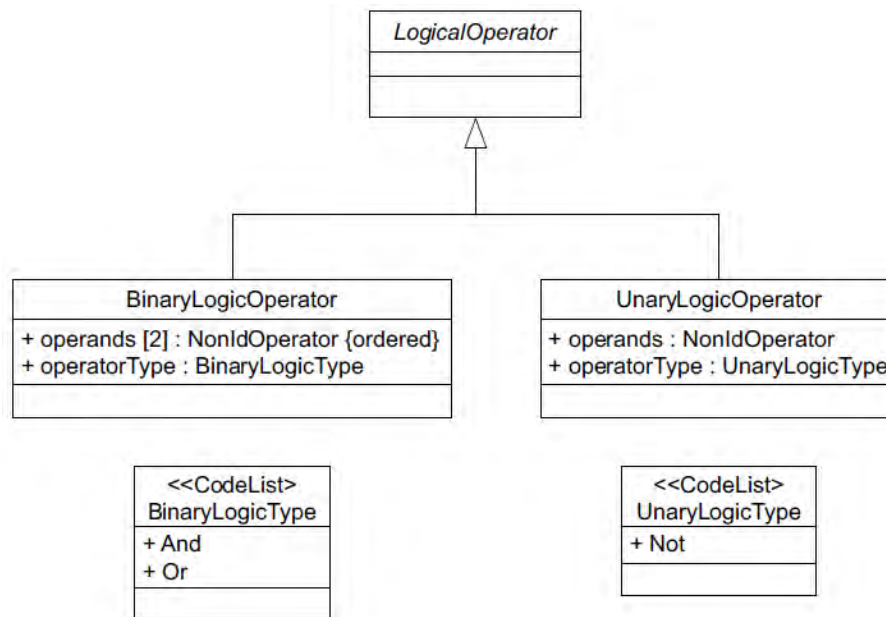 LogicalOperator
BinaryLogicOperator
+ operands [2] : NonIdOperator {ordered}
+ operatorType : BinaryLogicType
UnaryLogicOperator
+ operands : NonIdOperator
+ operatorType : UnaryLogicType
<<CodeList>
BinaryLogicType
+ And
+ Or
<<CodeList>
UnaryLogicType
+ Not